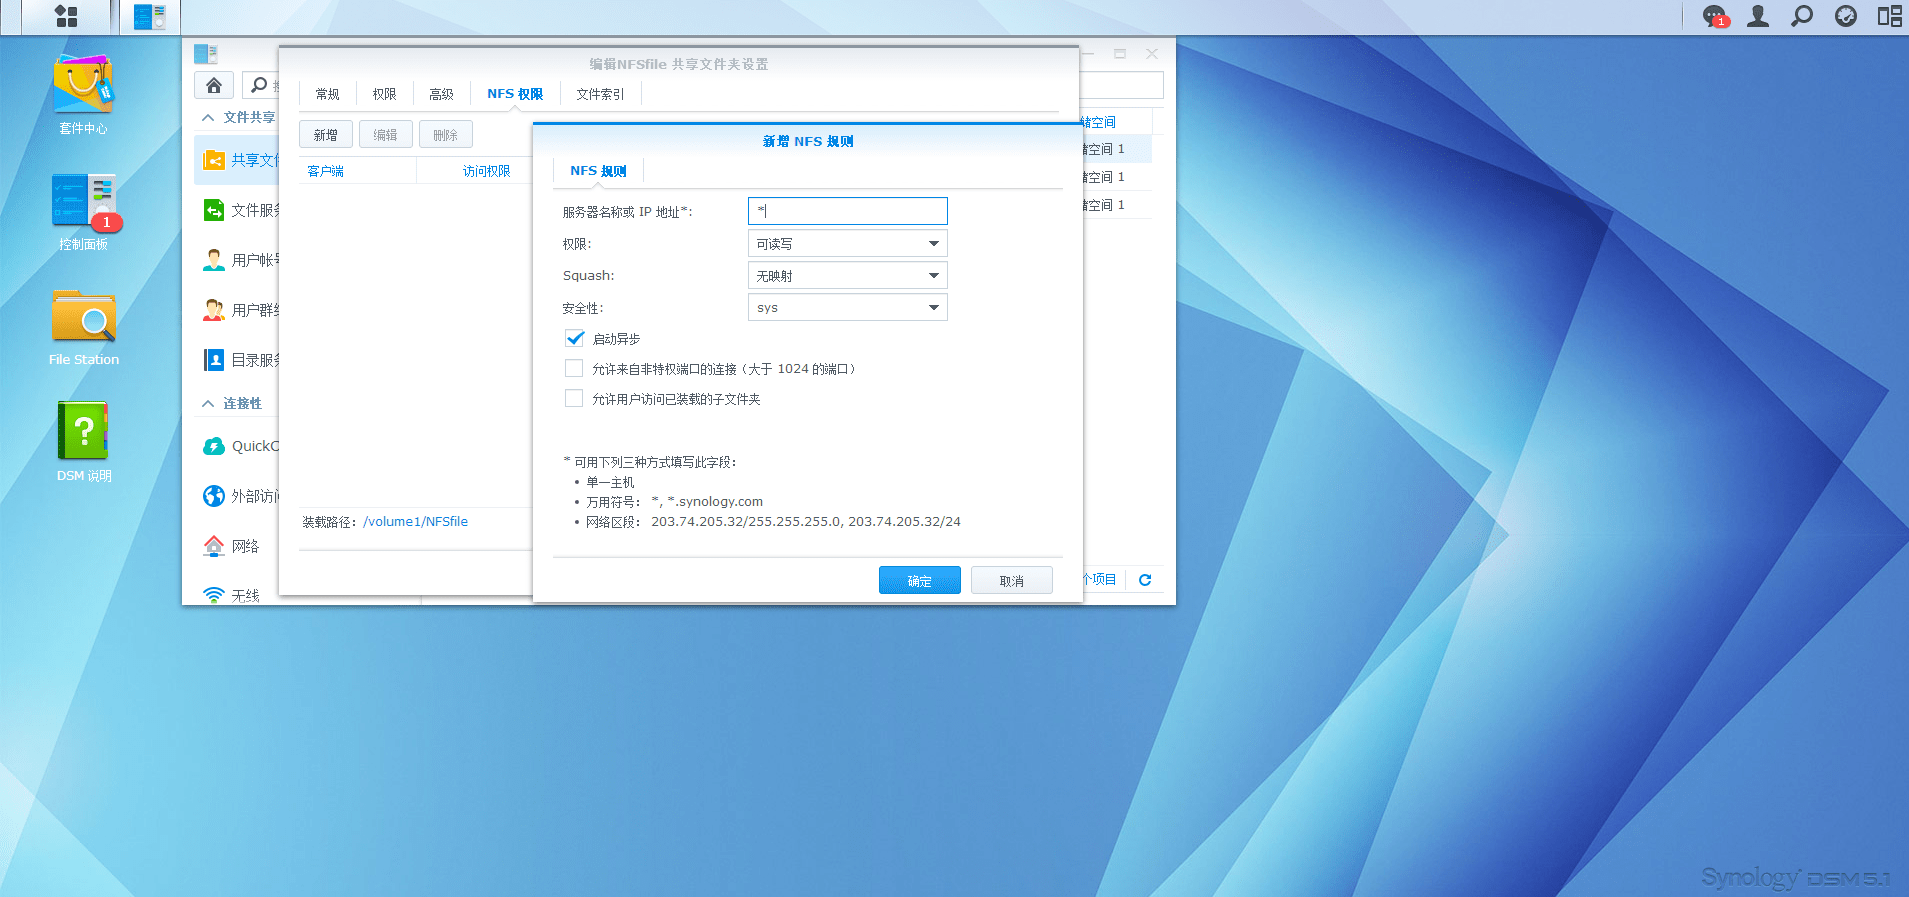 1
套件中心
控制面板
1
File Station
DSM 说明
文件共享
共享文件
文件服务
用户帐号
用户群组
目录服务
连接性
QuickC
外部访问
网络
无线
编辑NFSfile 共享文件夹设置
常规
权限
高级
NFS 权限
文件索引
新增
编辑
删除
客户端
访问权限
装载路径: /volume1/NFSfile
储空间
储空间 1
储空间 1
储空间 1
个项目
新增 NFS 规则
NFS 规则
服务器名称或 IP 地址*: *
权限: 可读写
Squash: 无映射
安全性: sys
启动异步
允许来自非特权端口的连接（大于 1024 的端口）
允许用户访问已装载的子文件夹
* 可用下列三种方式填写此字段:
• 单一主机
• 万用符号: *, *.synology.com
• 网络区段: 203.74.205.32/255.255.255.0, 203.74.205.32/24
确定
取消
Synology DSM 5.1